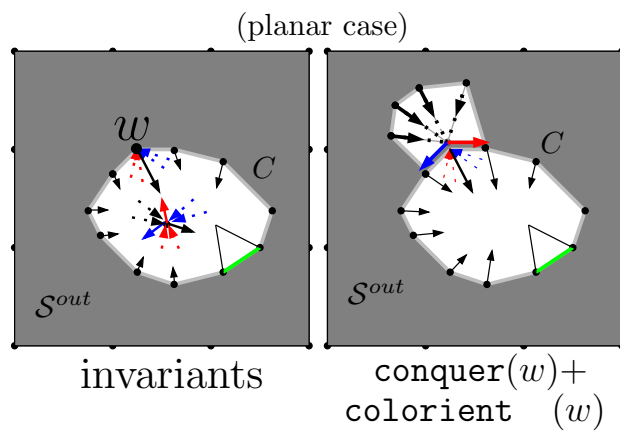 (planar case)
w
C
S^out
invariants
C
S^out
conquer(w)+
colorient (w)